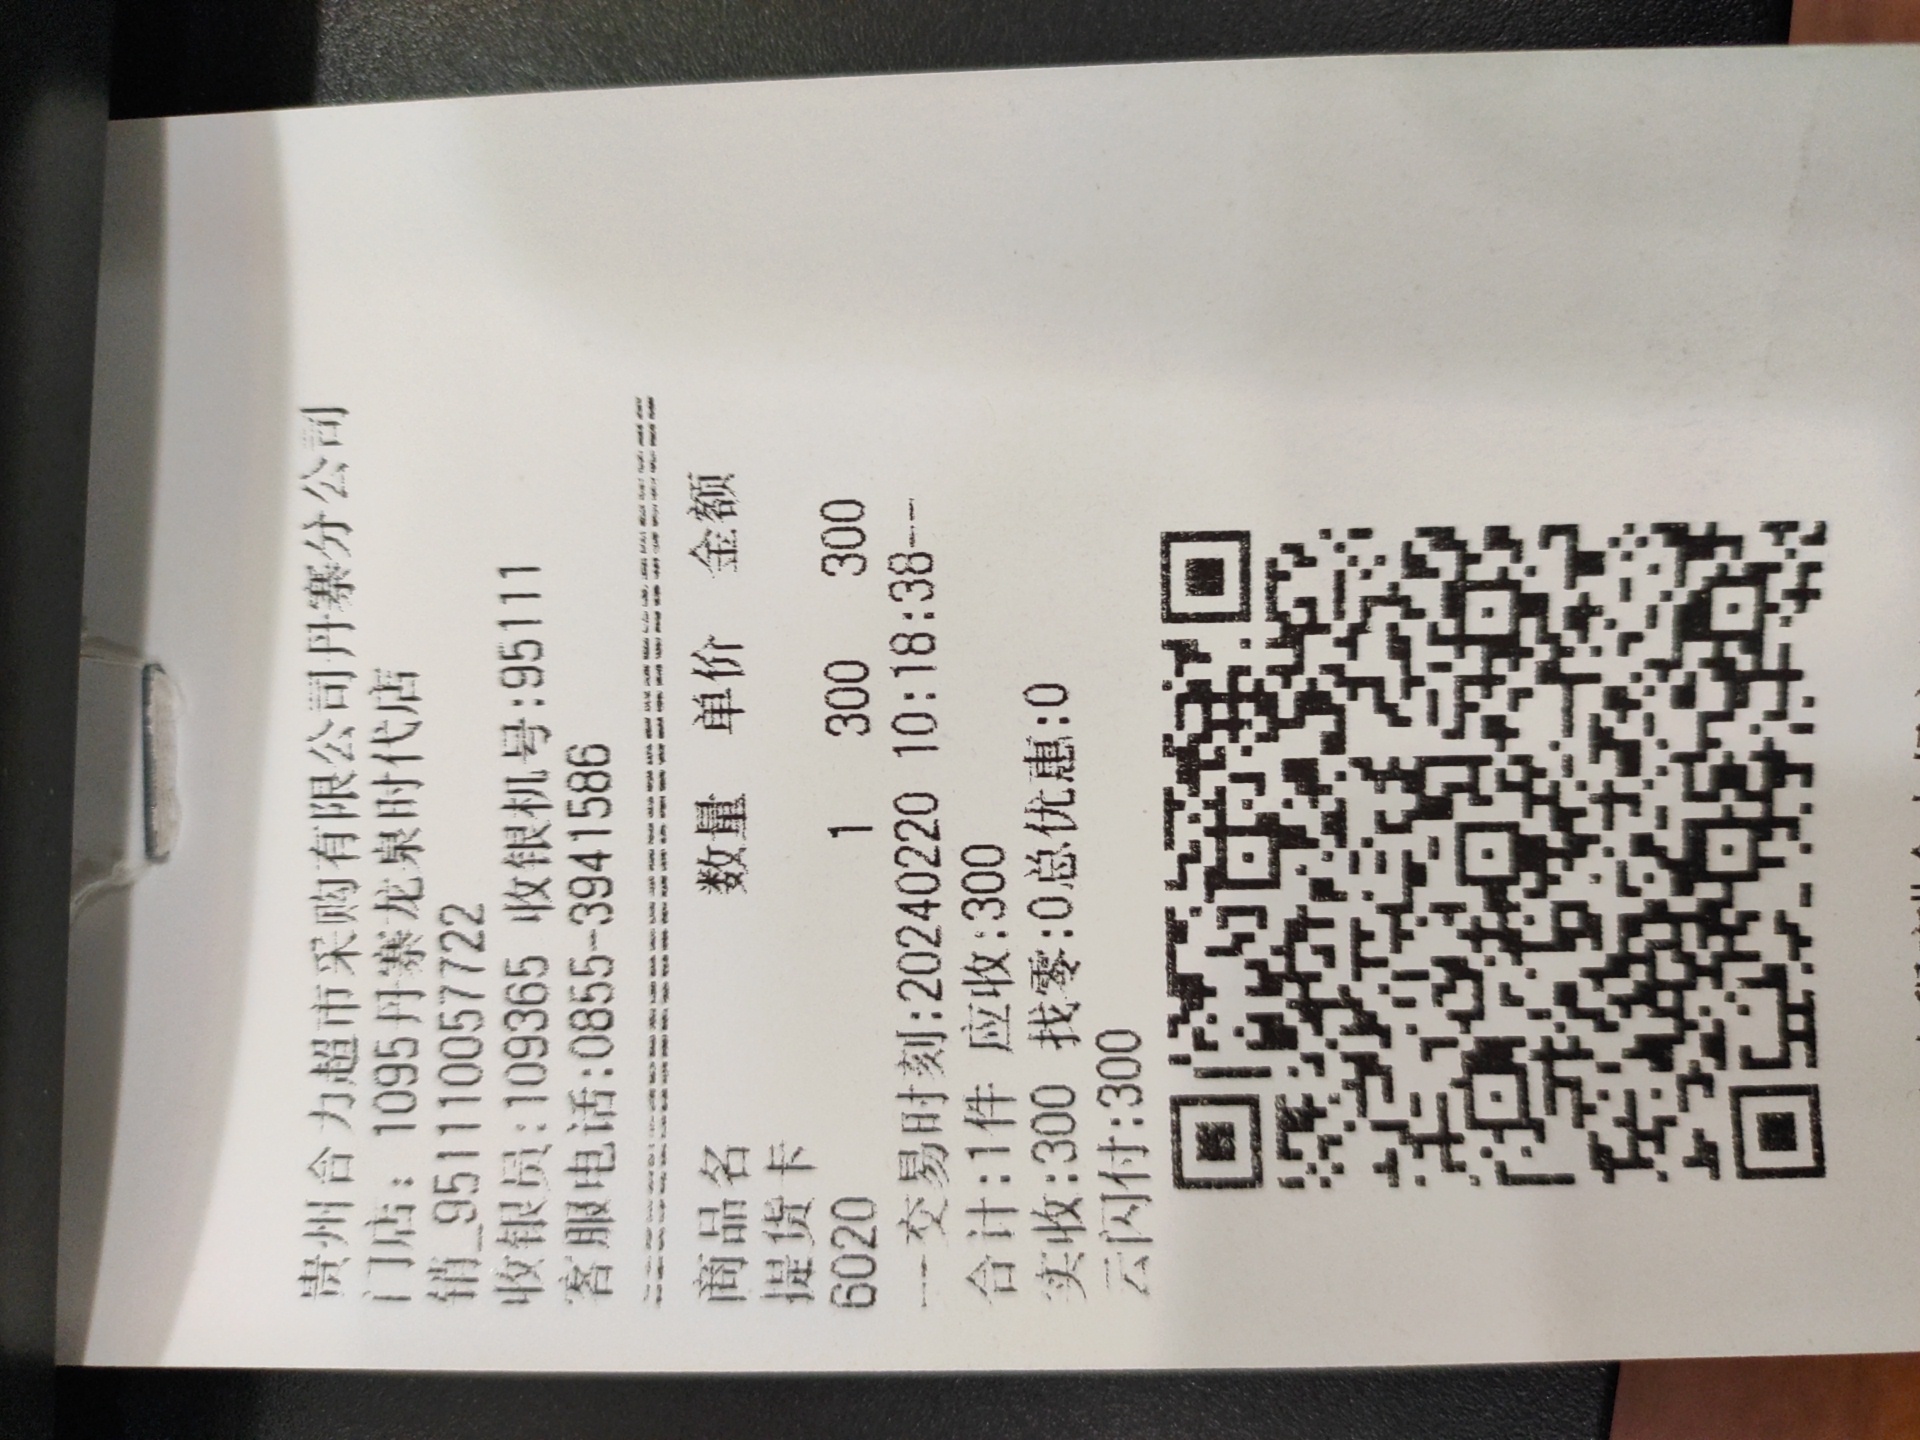 贵州合力超市采购有限公司丹寨分公司
门店：1095丹寨龙泉时代店
销_951110057722
收银员:109365 收银机号:95111
客服电话:0855-3941586
商品名 数量 单价 金额
提货卡
6020 1 300 300
--交易时刻:20240220 10:18:38--
合计:1件 应收:300
实收:300 找零:0总优惠:0
云闪付:300